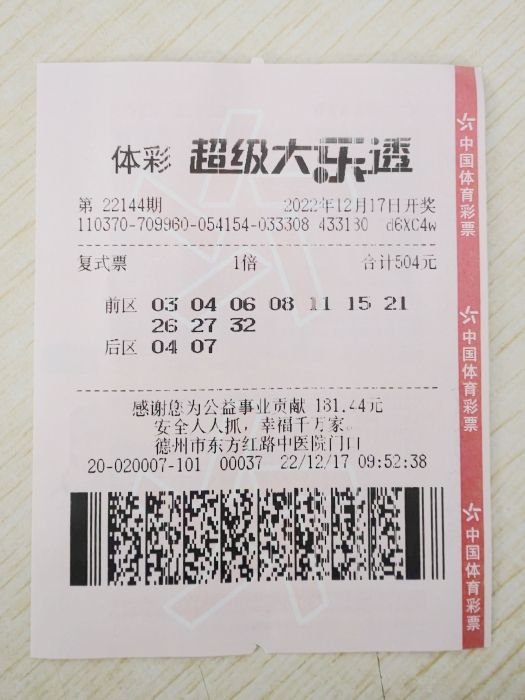 体彩 超级大乐透
第 22144期 2022年12月17日开奖
110370-709960-054154-033308 433130 d6XC4w
复式票 1倍 合计504元
前区 03 04 06 08 11 15 21
26 27 32
后区 04 07
感谢您为公益事业贡献 181.44元
安全人人抓，幸福千万家。
德州市东方红路中医院门口
20-020007-101 00037 22/12/17 09:52:38
中国体育彩票
中国体育彩票
中国体育彩票